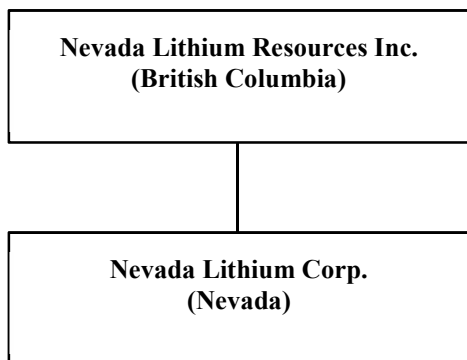 Nevada Lithium Resources Inc.
(British Columbia)
Nevada Lithium Corp.
(Nevada)